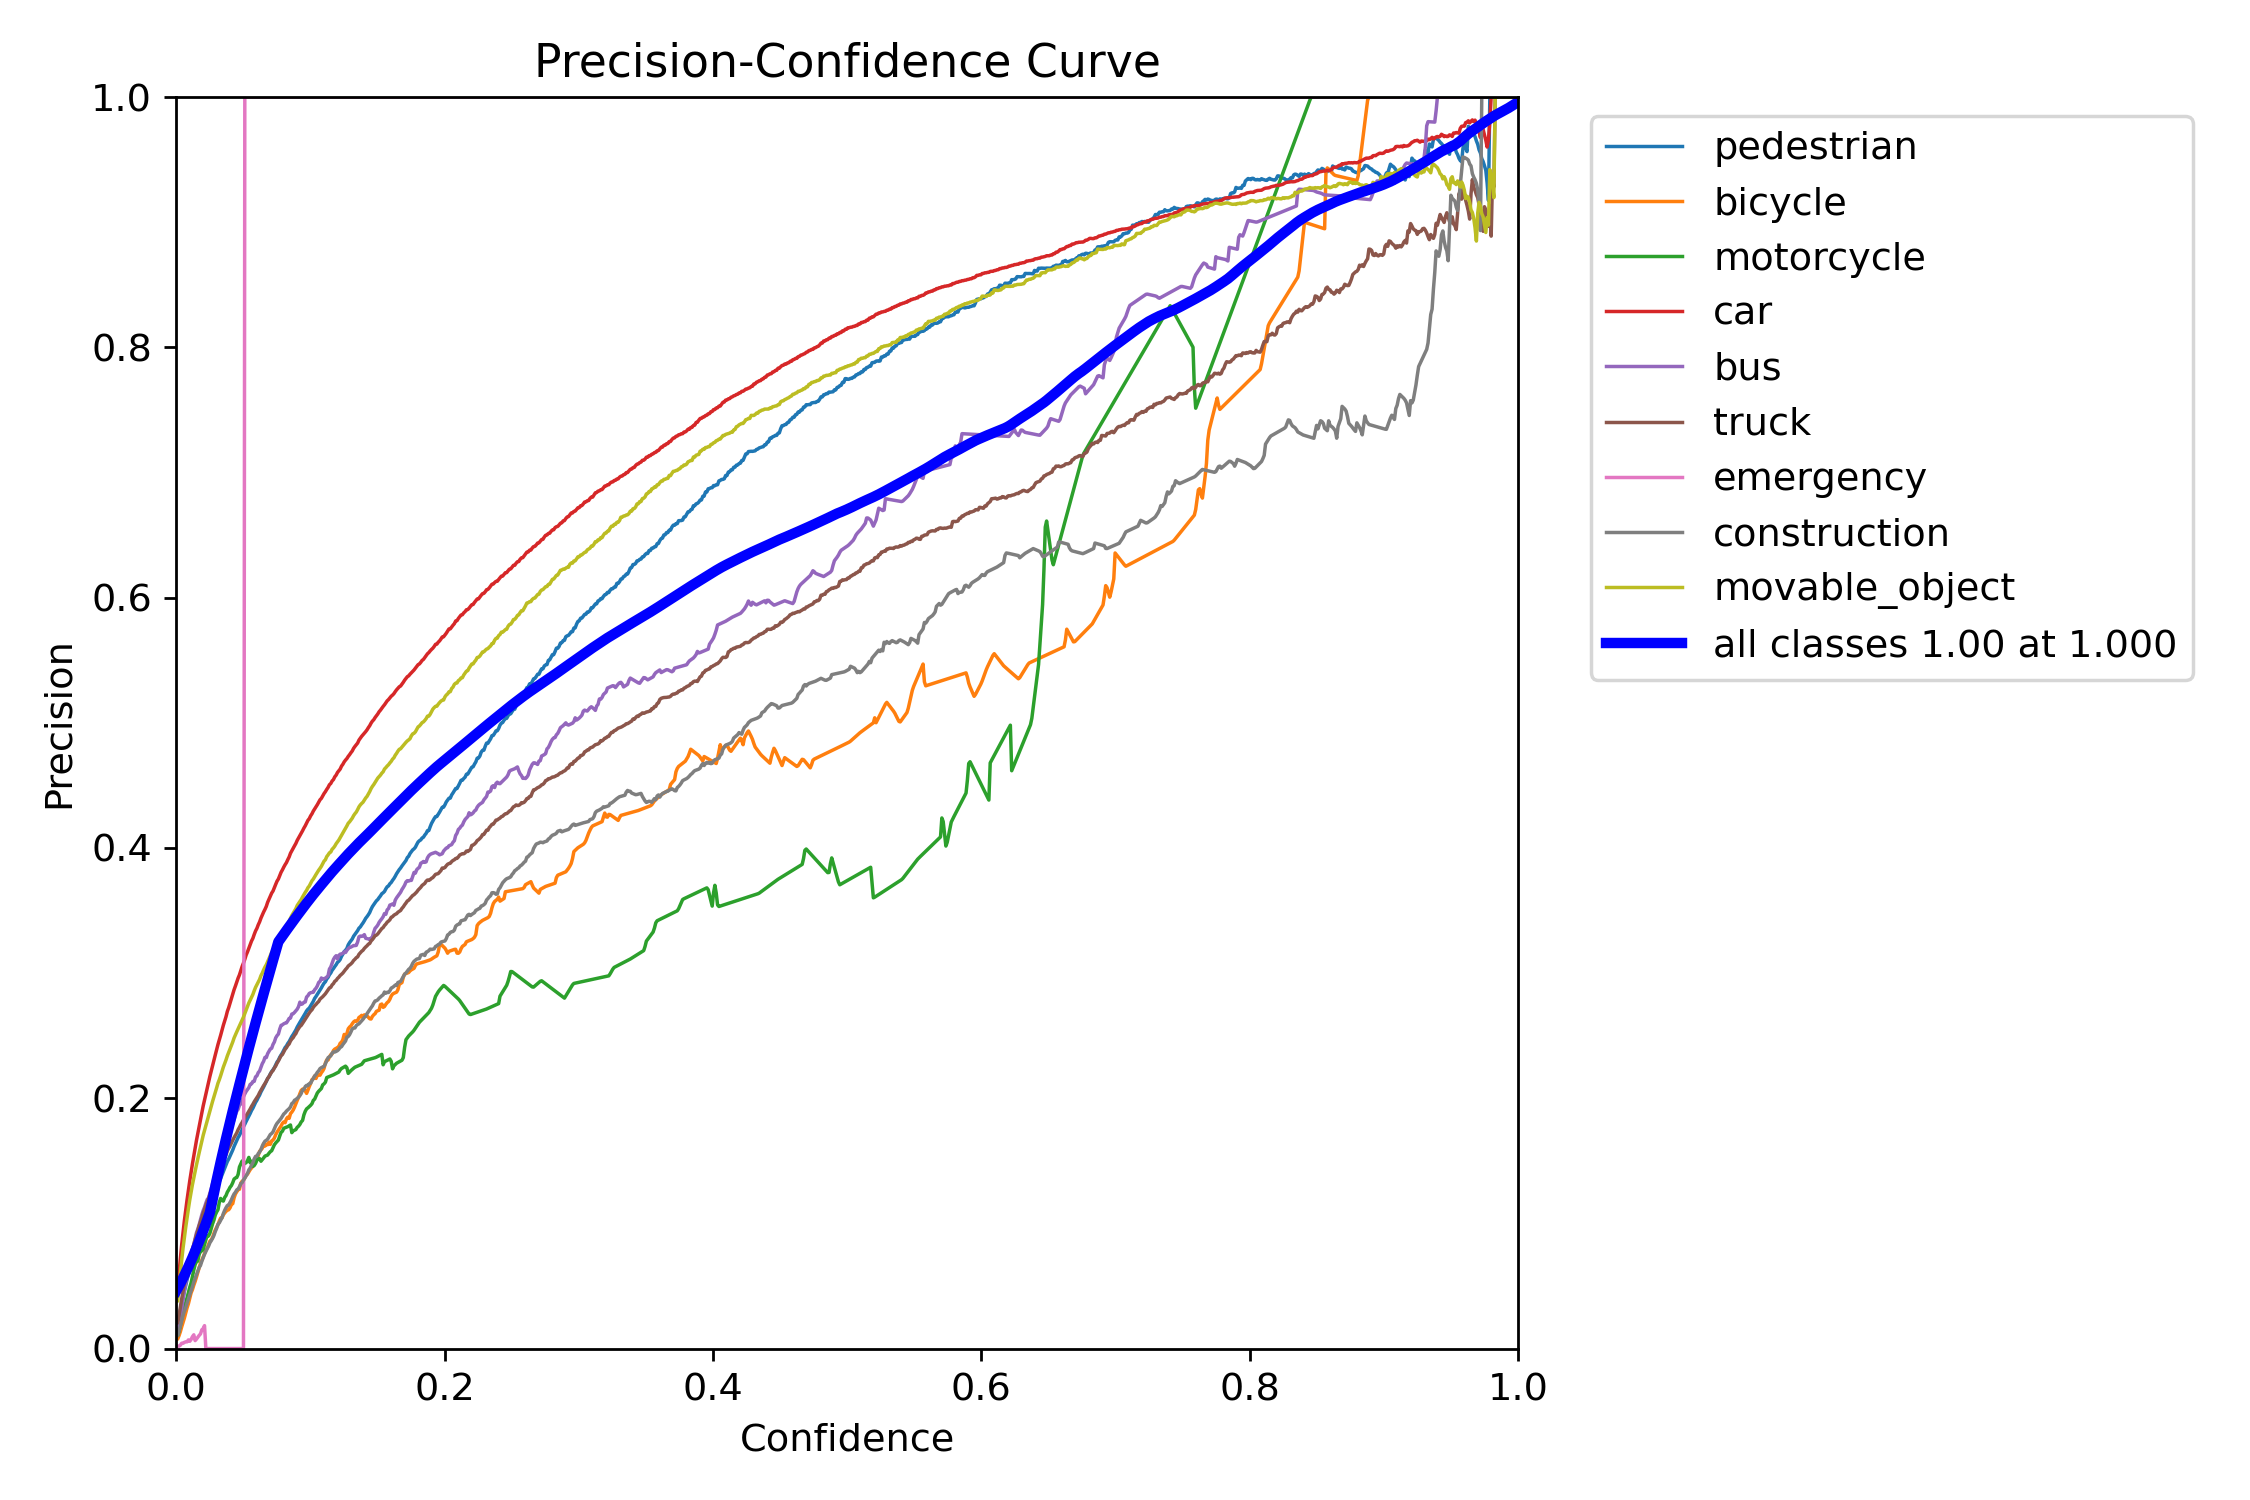 Precision-Confidence Curve
1.0
0.8
0.6
0.4
0.2
0.0
Precision
0.0 0.2 0.4 0.6 0.8 1.0
Confidence
pedestrian
bicycle
motorcycle
car
bus
truck
emergency
construction
movable_object
all classes 1.00 at 1.000